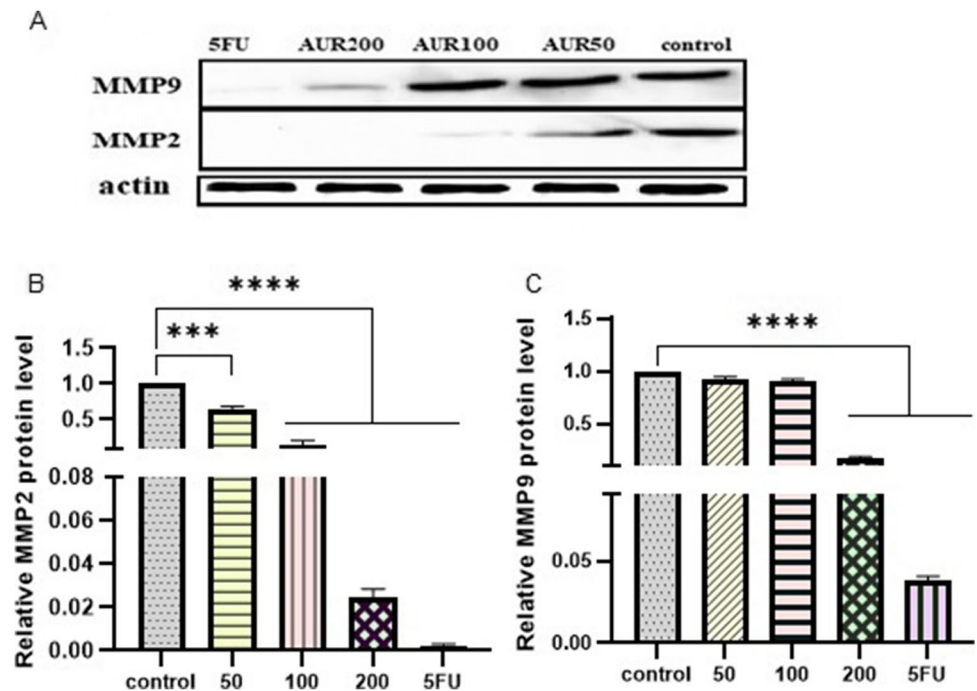 A
5FU AUR200 AUR100 AUR50 control
MMP9
MMP2
actin
B
****
***
Relative MMP2 protein level
1.5
1.0
0.5
0.08
0.06
0.04
0.02
0.00
control 50 100 200 5FU
C
****
Relative MMP9 protein level
1.5
1.0
0.5
0.05
0.00
control 50 100 200 5FU